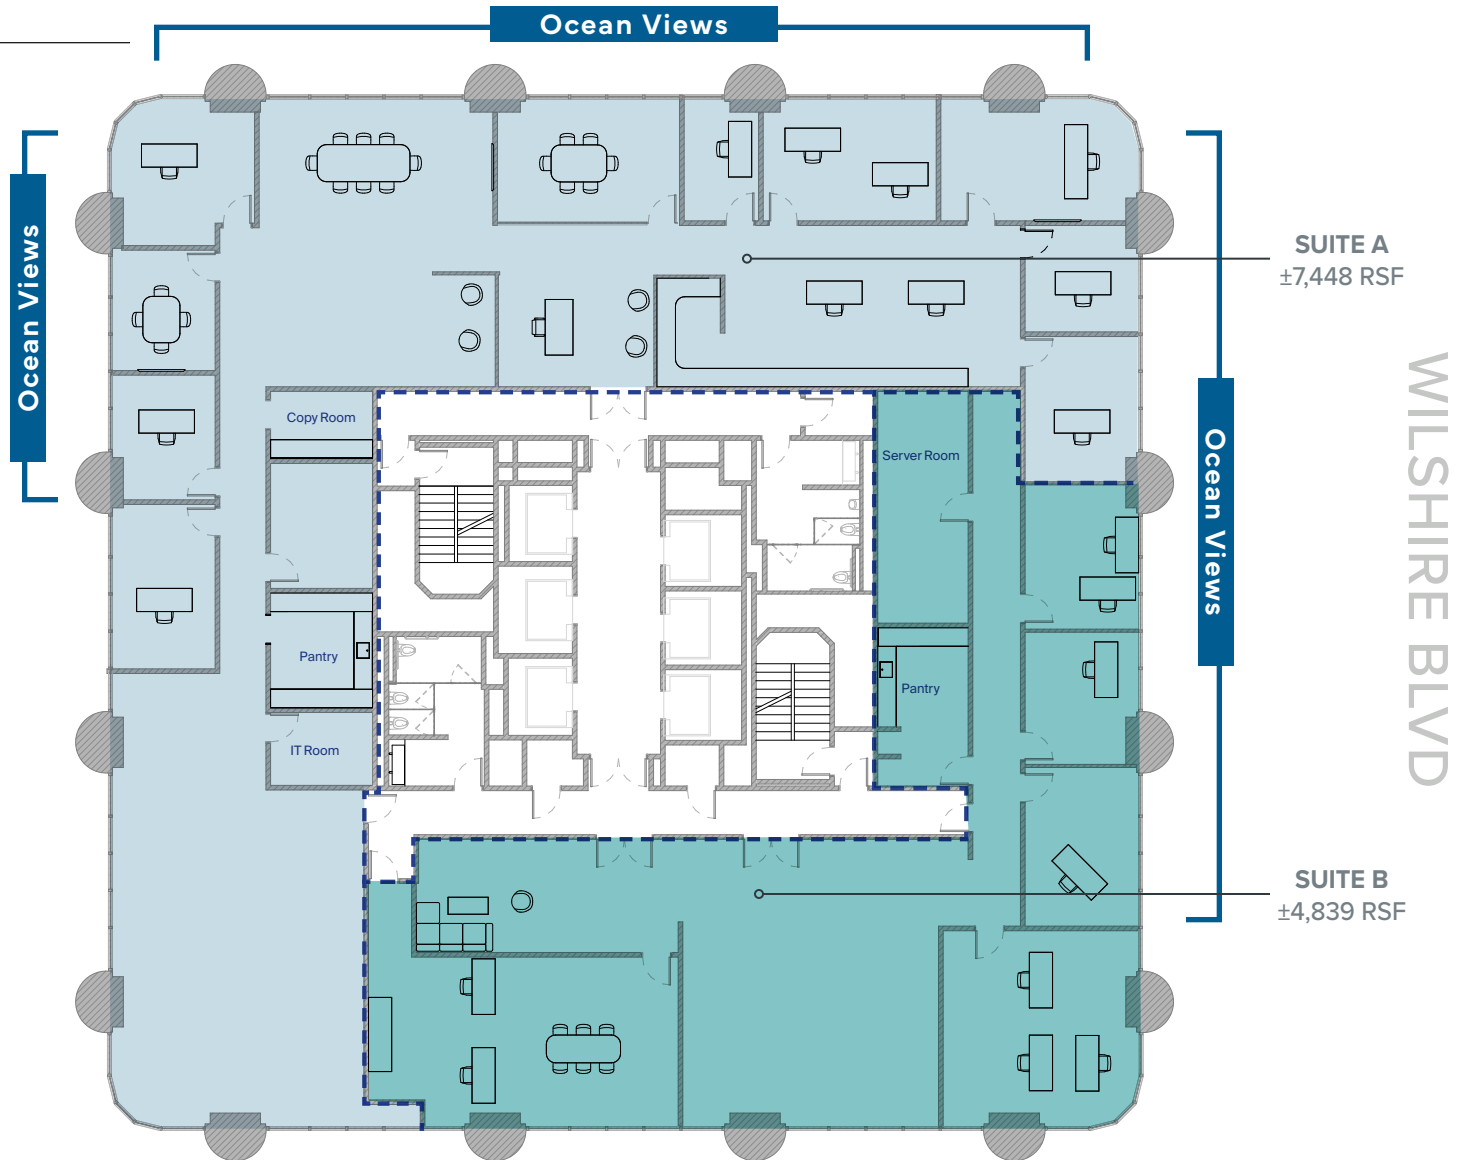 Ocean Views
Ocean Views
SUITE A
±7,448 RSF
WILSHIRE BLVD
Copy Room
Server Room
Ocean Views
Pantry
Pantry
IT Room
SUITE B
±4,839 RSF